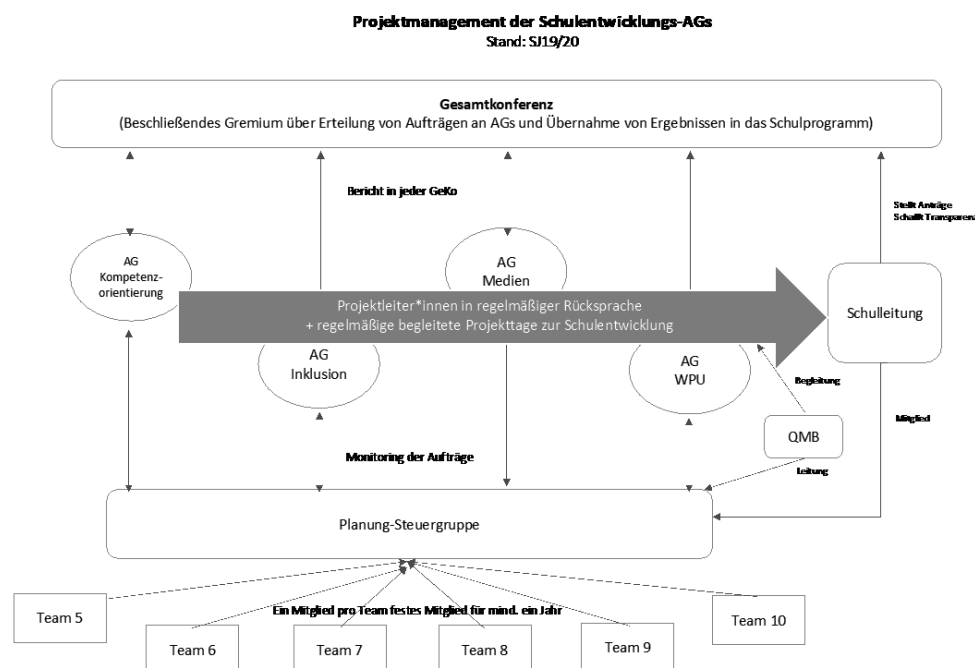 Projektmanagement der Schulentwicklungs-AGs
Stand: SJ19/20
Gesamtkonferenz
(Beschließendes Gremium über Erteilung von Aufträgen an AGs und Übernahme von Ergebnissen in das Schulprogramm)
Bericht in jeder GeKo
Stellt Anträge
Schafft Transparenz
AG
Kompetenz-
orientierung
AG
Medien
Projektleiter*innen in regelmäßiger Rücksprache
+ regelmäßige begleitete Projekttage zur Schulentwicklung
Schulleitung
AG
Inklusion
AG
WPU
Begleitung
Mitglied
QMB
Monitoring der Aufträge
Leitung
Planung-Steuergruppe
Ein Mitglied pro Team festes Mitglied für mind. ein Jahr
Team 5
Team 6
Team 7
Team 8
Team 9
Team 10